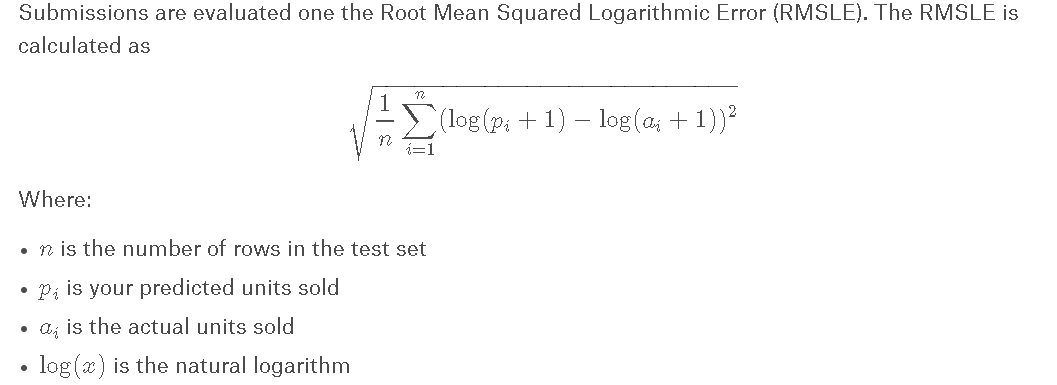 Submissions are evaluated one the Root Mean Squared Logarithmic Error (RMSLE). The RMSLE is
calculated as
\sqrt{\frac{1}{n} \sum_{i=1}^{n} (\log(p_i + 1) - \log(a_i + 1))^2}
Where:
• n is the number of rows in the test set
• p_i is your predicted units sold
• a_i is the actual units sold
• log(x) is the natural logarithm